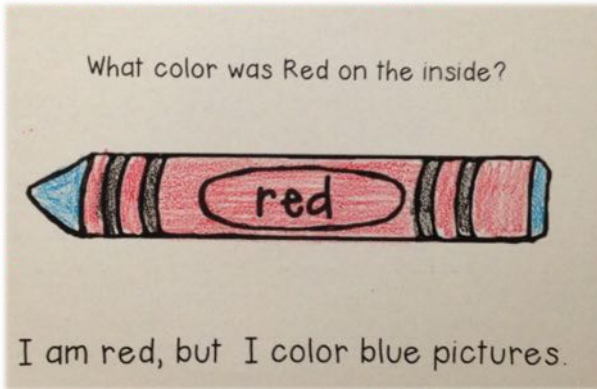 What color was Red on the inside?
red
I am red, but I color blue pictures.